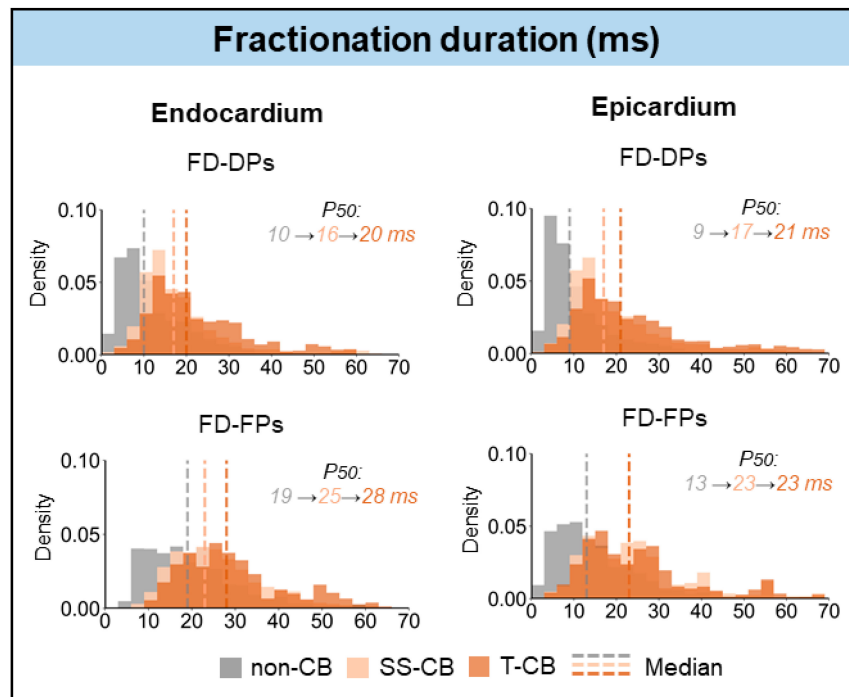 Fractionation duration (ms)
Endocardium
Epicardium
FD-DPs
FD-DPs
P50:
10 → 16 → 20 ms
P50:
9 → 17 → 21 ms
Density
0.10
0.05
0.00
0 10 20 30 40 50 60 70
Density
0.10
0.05
0.00
0 10 20 30 40 50 60 70
FD-FPs
FD-FPs
P50:
19 → 25 → 28 ms
P50:
13 → 23 → 23 ms
Density
0.10
0.05
0.00
0 10 20 30 40 50 60 70
Density
0.10
0.05
0.00
0 10 20 30 40 50 60 70
non-CB SS-CB T-CB Median